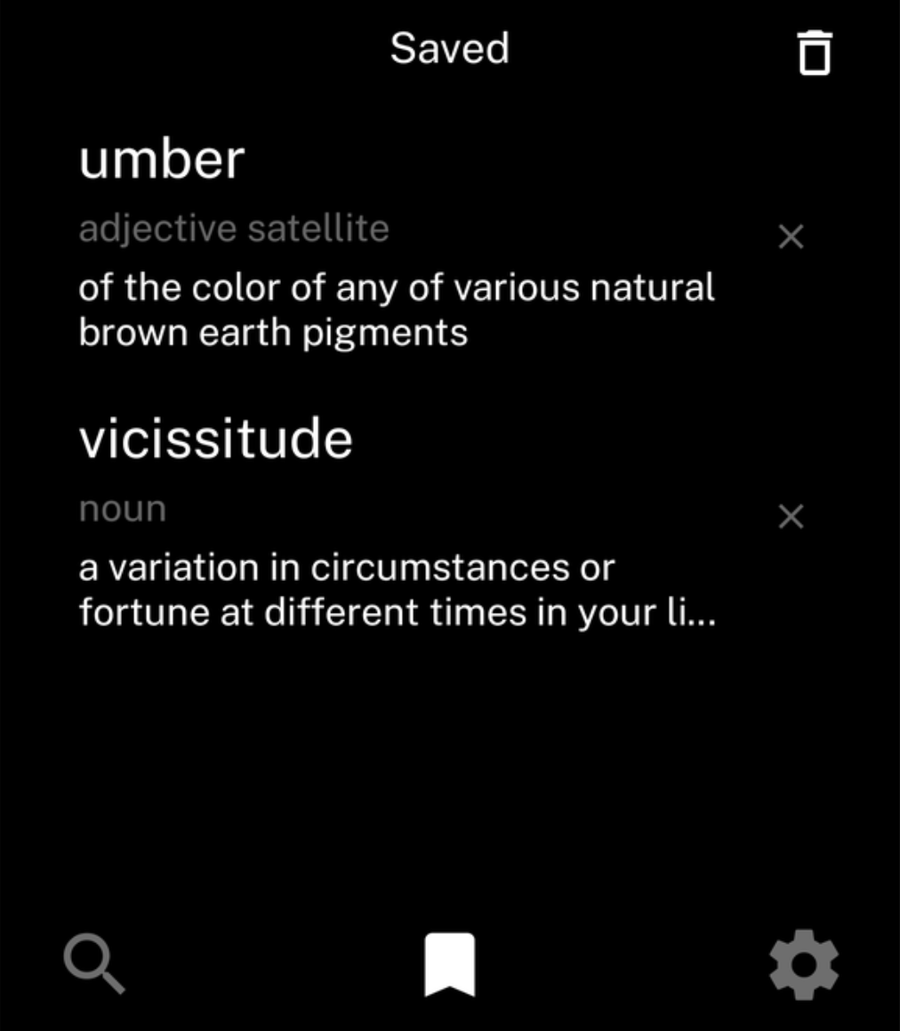 Saved
umber
adjective satellite
of the color of any of various natural
brown earth pigments
vicissitude
noun
a variation in circumstances or
fortune at different times in your li...